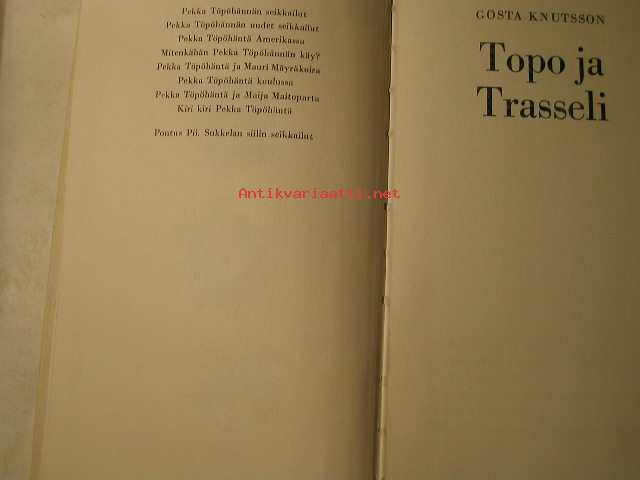 Pekka Töpöhännän seikkailut
Pekka Töpöhännän uudet seikkailut
Pekka Töpöhäntä Amerikassa
Mitenkähän Pekka Töpöhännän käy?
Pekka Töpöhäntä ja Mauri Mäyräkoira
Pekka Töpöhäntä koulussa
Pekka Töpöhäntä ja Maija Maitoparta
Kiri kiri Pekka Töpöhäntä
Pontus Pii. Sukkelan siilin seikkailut
Antikvariaatti.net
GÖSTA KNUTSSON
Topo ja
Trasseli